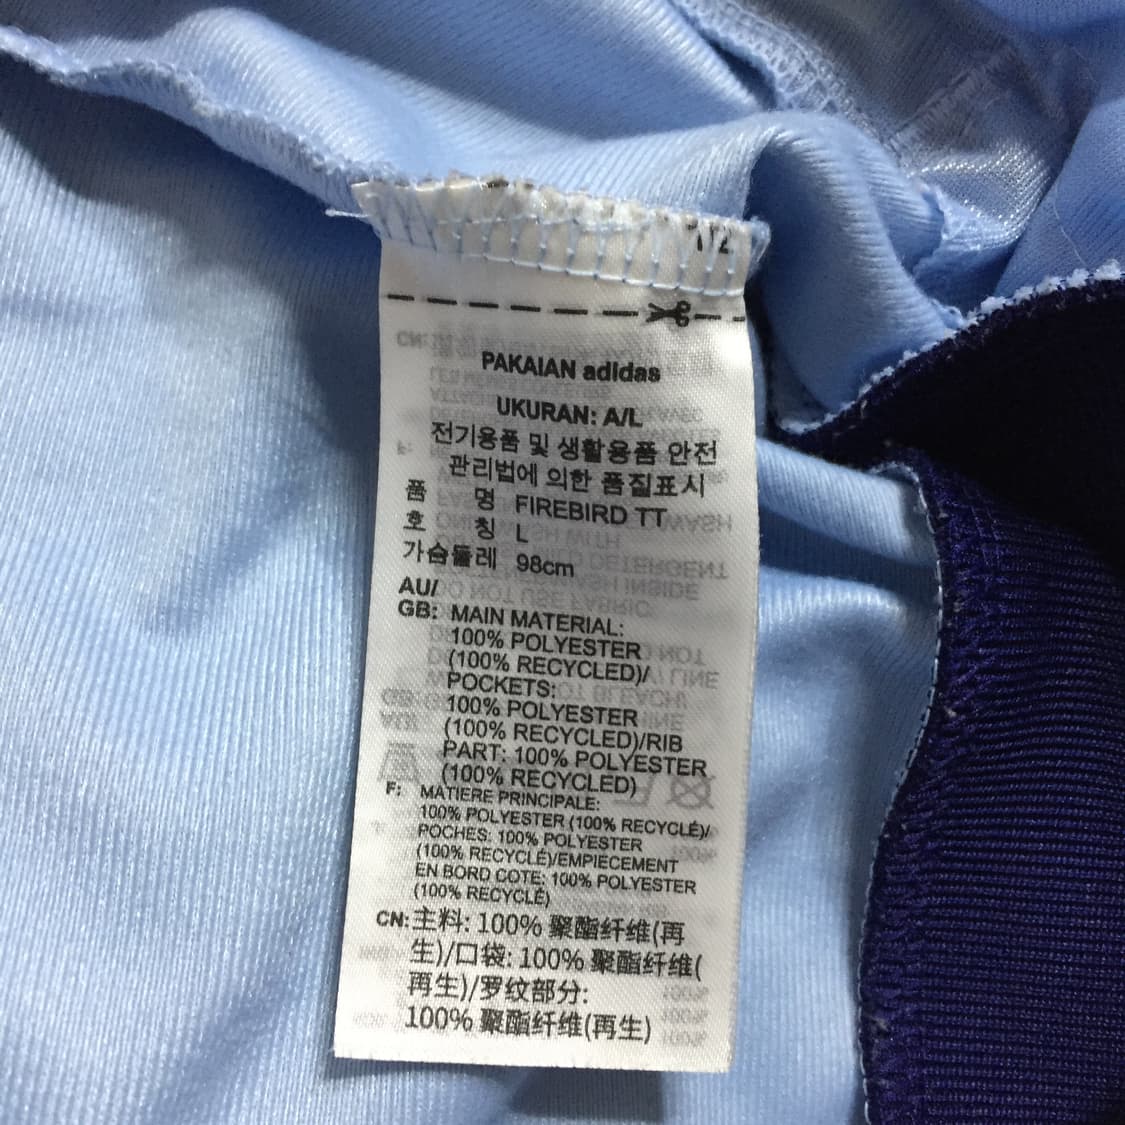 1/2
PAKAIAN adidas
UKURAN: A/L
전기용품 및 생활용품 안전
관리법에 의한 품질표시
품 명 FIREBIRD TT
호 칭 L
가슴둘레 98cm
AU/
GB: MAIN MATERIAL:
100% POLYESTER
(100% RECYCLED)/
POCKETS:
100% POLYESTER
(100% RECYCLED)/RIB
PART: 100% POLYESTER
(100% RECYCLED)
F: MATIERE PRINCIPALE:
100% POLYESTER (100% RECYCLÉ)/
POCHES: 100% POLYESTER
(100% RECYCLÉ)/EMPIECEMENT
EN BORD COTE: 100% POLYESTER
(100% RECYCLÉ)
CN: 主料: 100% 聚酯纤维(再
生)/口袋: 100% 聚酯纤维(
再生)/罗纹部分:
100% 聚酯纤维(再生)